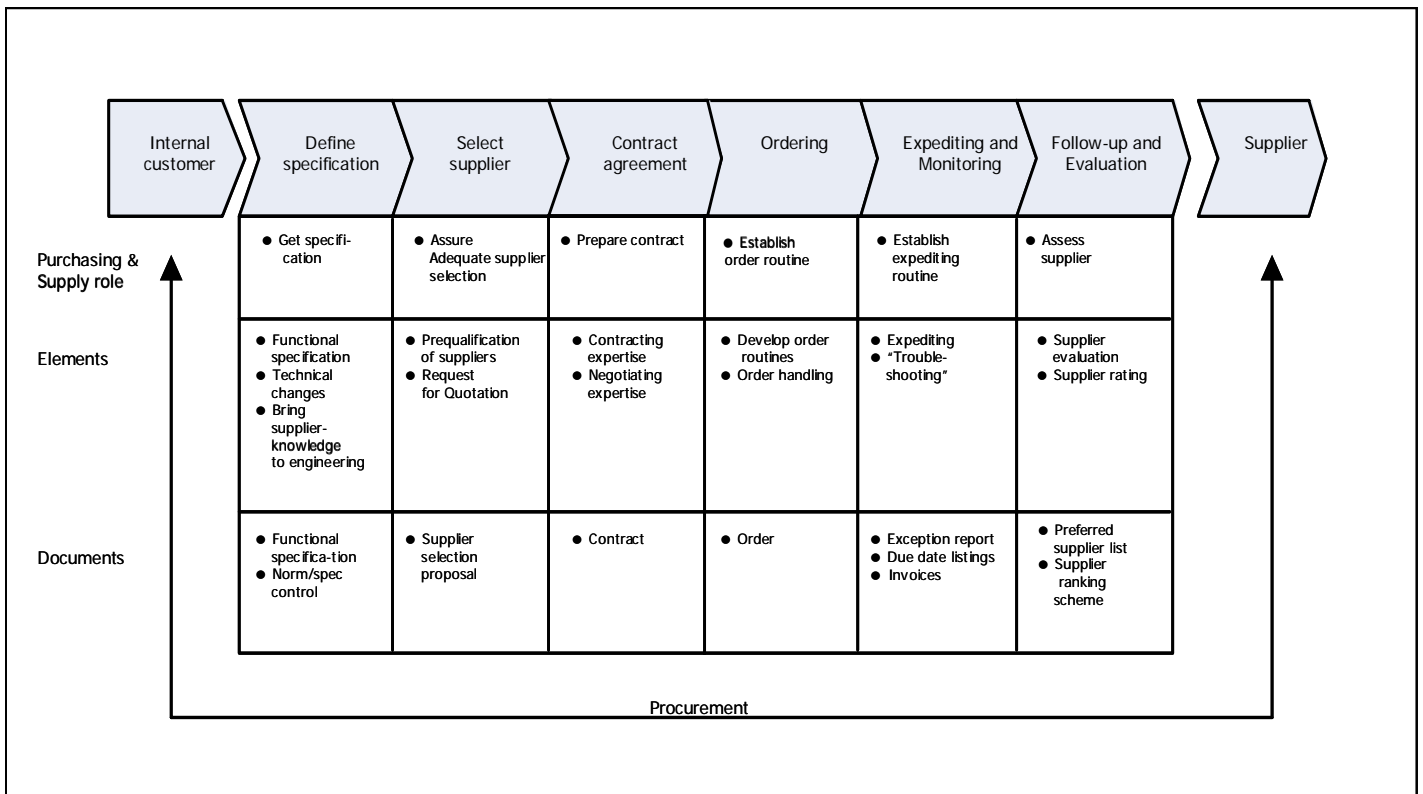 Internal
customer
Define
specification
Select
supplier
Contract
agreement
Ordering
Expediting and
Monitoring
Follow-up and
Evaluation
Supplier
Purchasing &
Supply role
● Get specifi-
cation
● Assure
Adequate supplier
selection
● Prepare contract
● Establish
order routine
● Establish
expediting
routine
● Assess
supplier
Elements
● Functional
specification
● Technical
changes
● Bring
supplier-
knowledge
to engineering
● Prequalification
of suppliers
● Request
for Quotation
● Contracting
expertise
● Negotiating
expertise
● Develop order
routines
● Order handling
● Expediting
● “Trouble-
shooting”
● Supplier
evaluation
● Supplier rating
Documents
● Functional
specifica-tion
● Norm/spec
control
● Supplier
selection
proposal
● Contract
● Order
● Exception report
● Due date listings
● Invoices
● Preferred
supplier list
● Supplier
ranking
scheme
Procurement